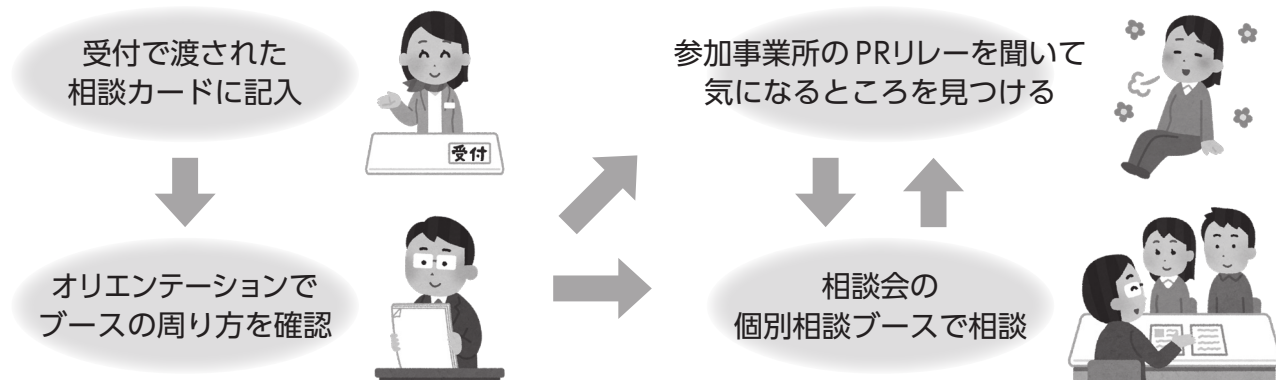 受付で渡された
相談カードに記入
受付
オリエンテーションで
ブースの周り方を確認
参加事業所のPRリレーを聞いて
気になるところを見つける
相談会の
個別相談ブースで相談